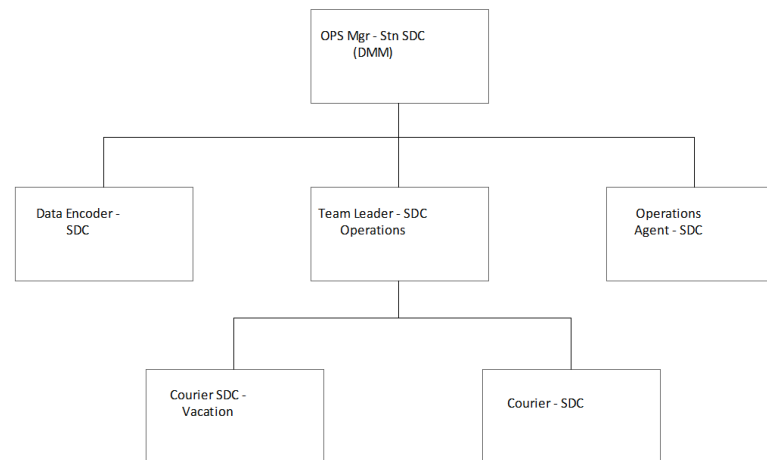 OPS Mgr - Stn SDC
(DMM)
Data Encoder -
SDC
Team Leader - SDC
Operations
Operations
Agent - SDC
Courier SDC -
Vacation
Courier - SDC